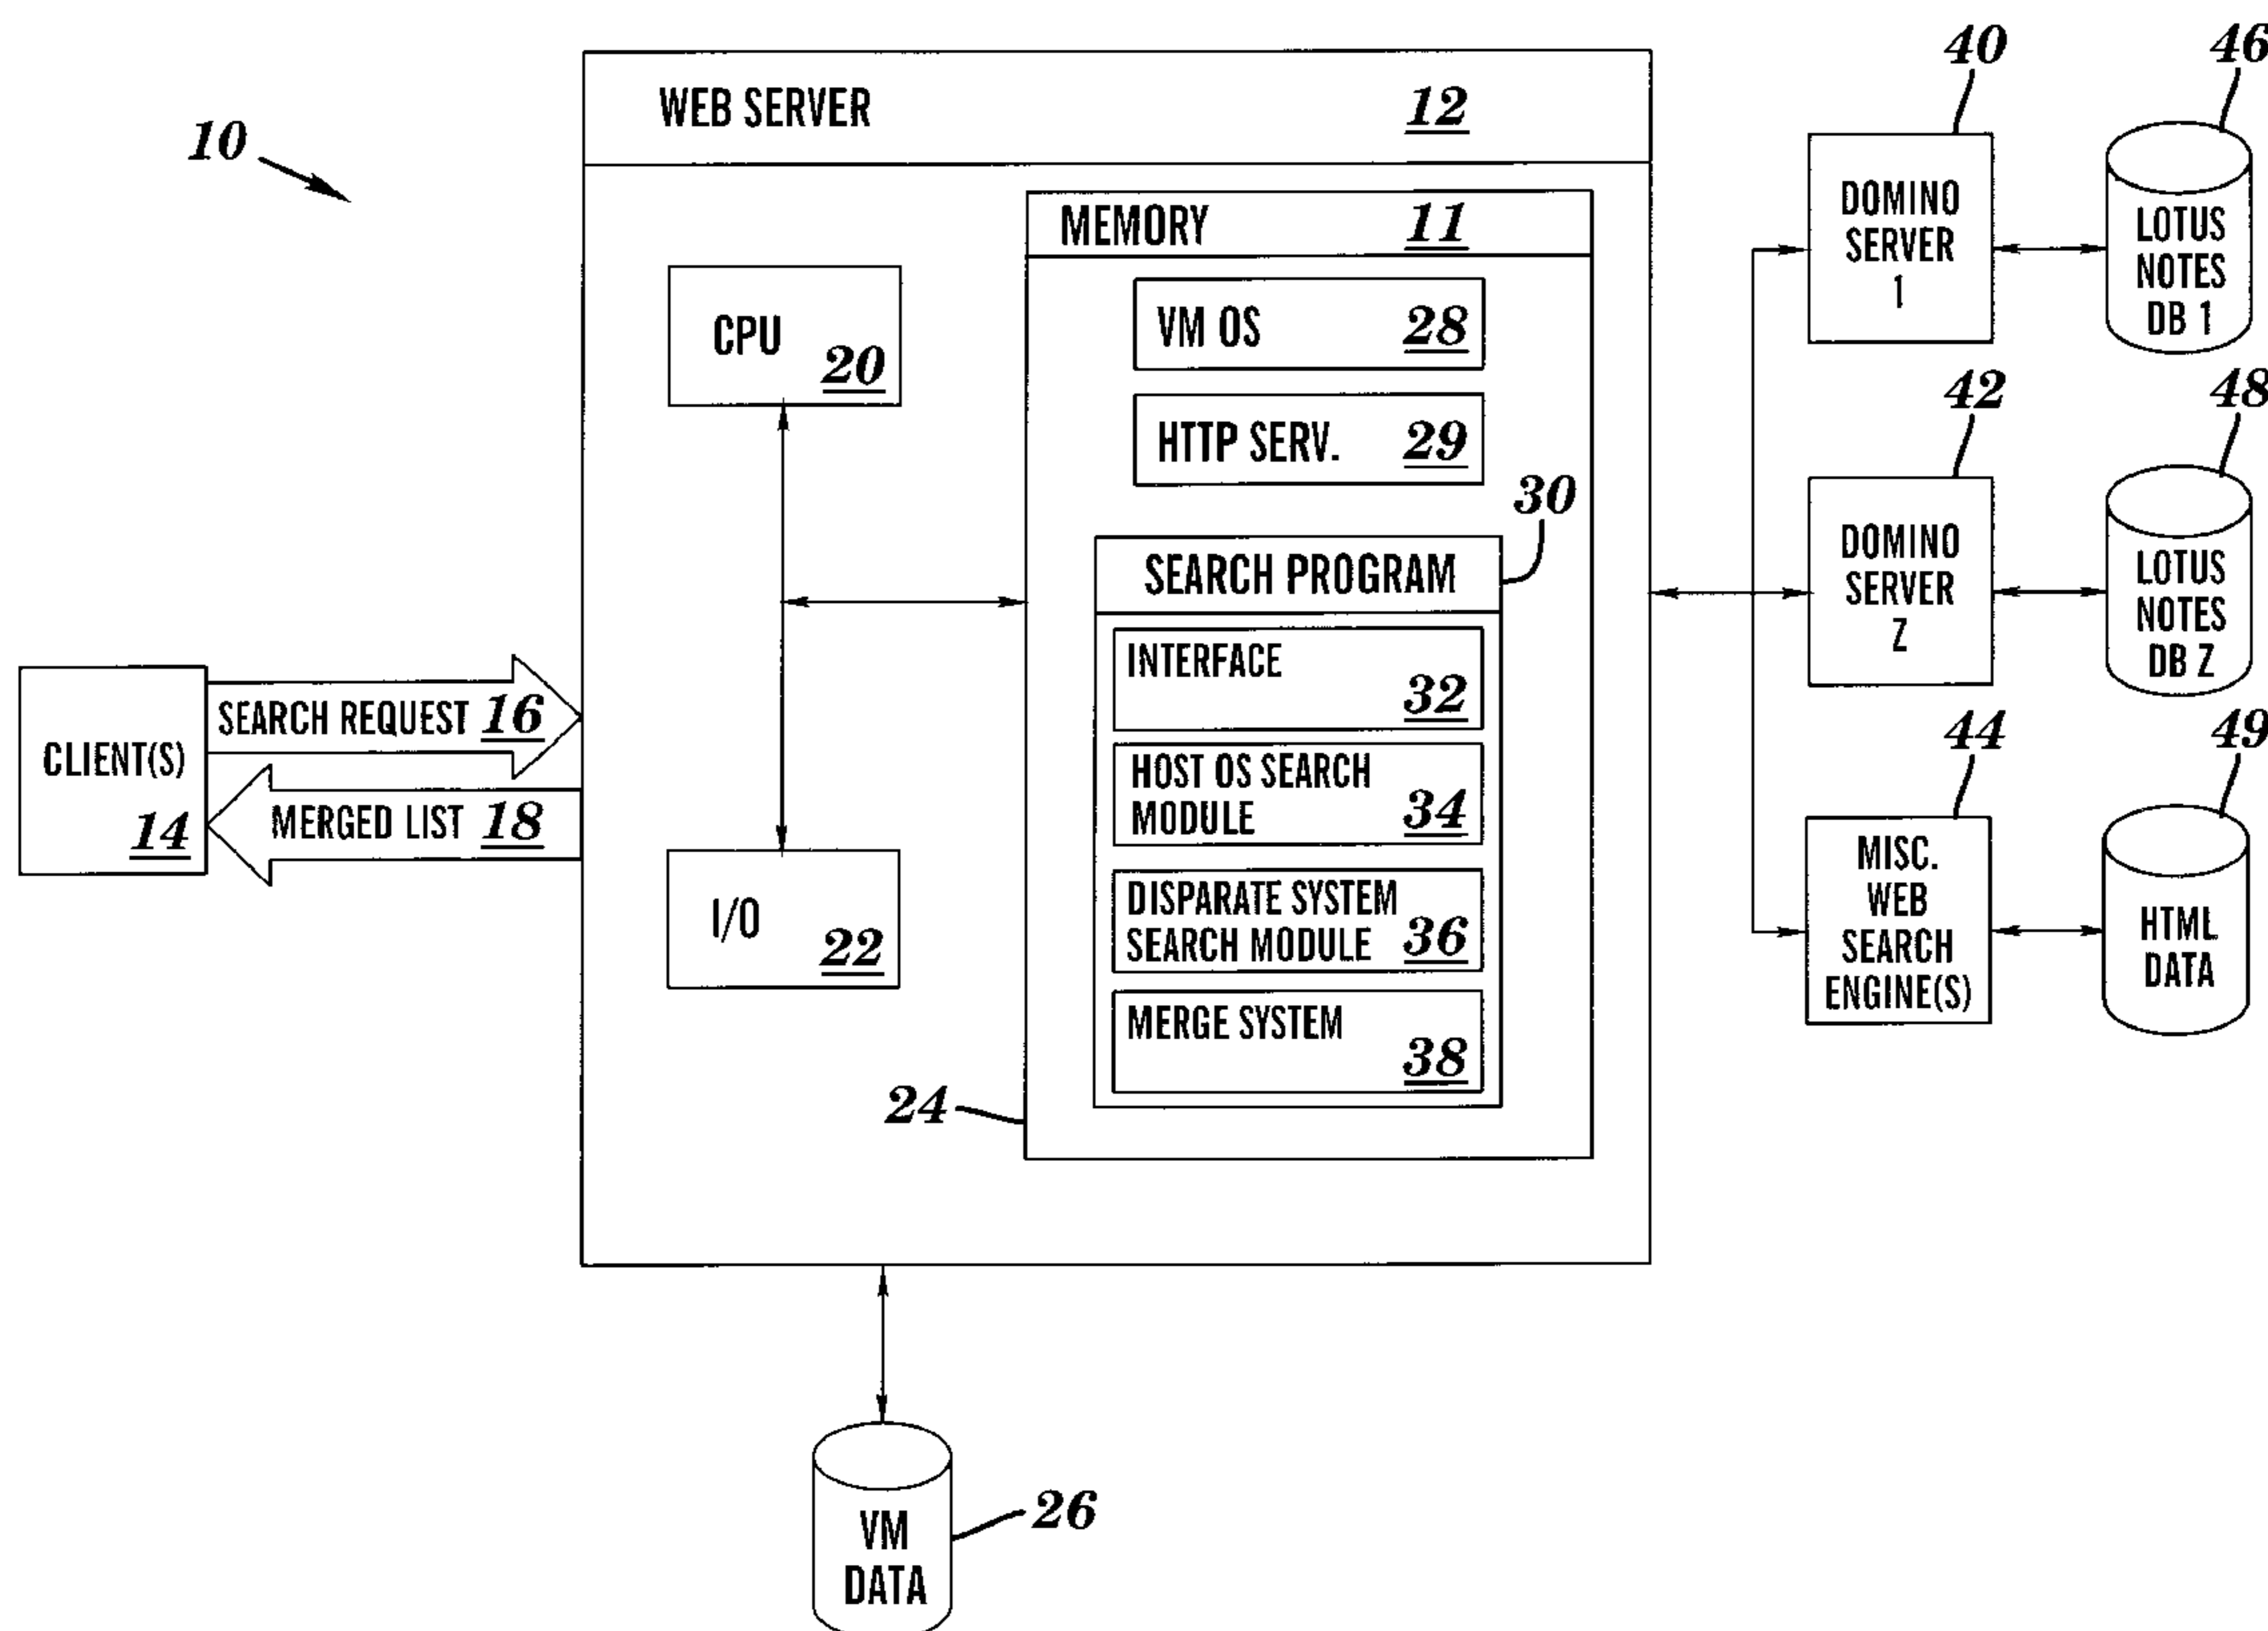 10
WEB SERVER 12
MEMORY 11
CPU 20
VM OS 28
HTTP SERV. 29
30
SEARCH PROGRAM
INTERFACE
32
HOST OS SEARCH
MODULE 34
DISPARATE SYSTEM
SEARCH MODULE 36
MERGE SYSTEM
38
24
I/O 22
CLIENT(S)
14
SEARCH REQUEST 16
MERGED LIST 18
VM
DATA
26
40
DOMINO
SERVER
1
46
LOTUS
NOTES
DB 1
42
DOMINO
SERVER
Z
48
LOTUS
NOTES
DB Z
44
MISC.
WEB
SEARCH
ENGINE(S)
49
HTML
DATA